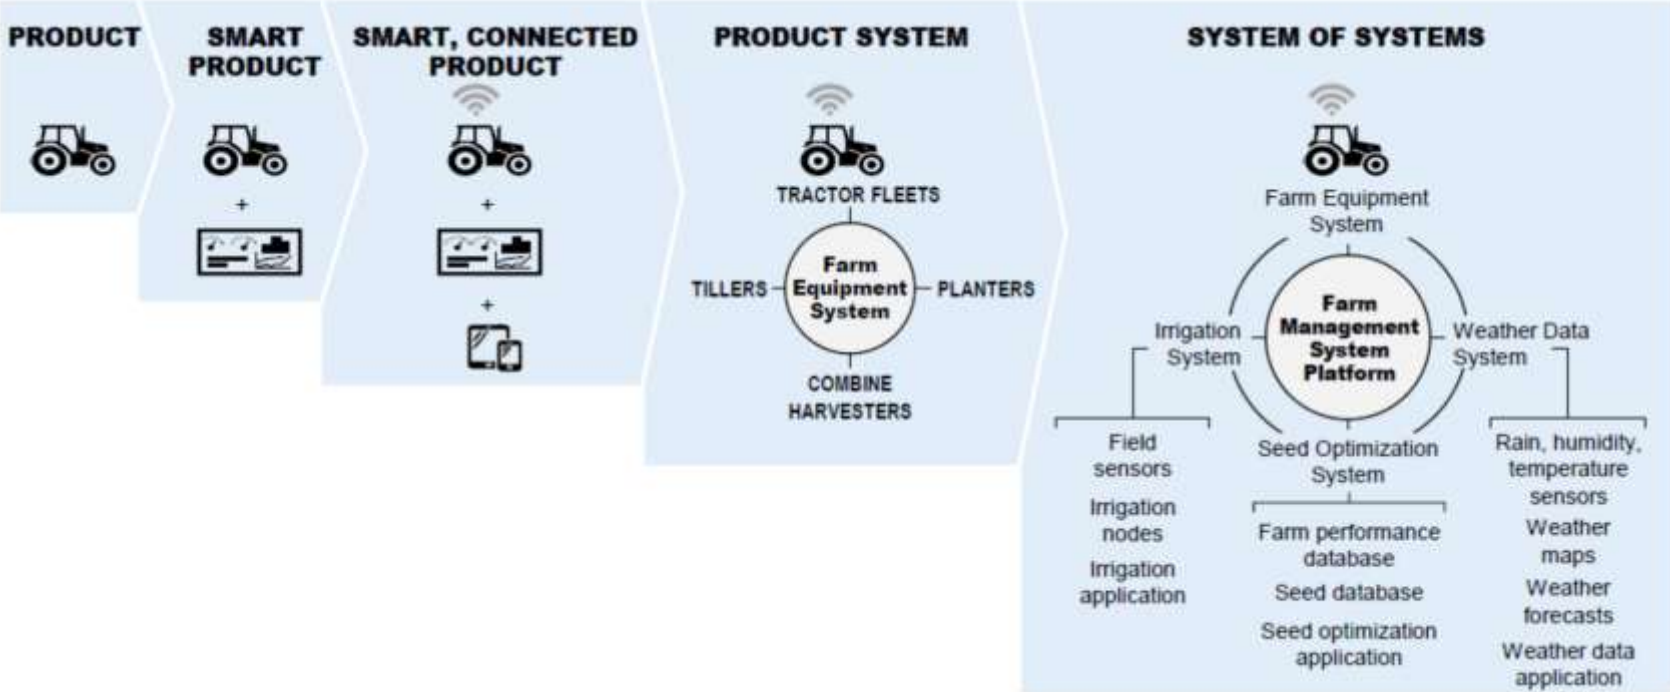 PRODUCT
SMART
PRODUCT
+
SMART, CONNECTED
PRODUCT
+
+
PRODUCT SYSTEM
TRACTOR FLEETS
TILLERS
Farm
Equipment
System
PLANTERS
COMBINE
HARVESTERS
SYSTEM OF SYSTEMS
Farm Equipment
System
Irrigation
System
Farm
Management
System
Platform
Weather Data
System
Seed Optimization
System
Field
sensors
Irrigation
nodes
Irrigation
application
Farm performance
database
Seed database
Seed optimization
application
Rain, humidity,
temperature
sensors
Weather
maps
Weather
forecasts
Weather data
application